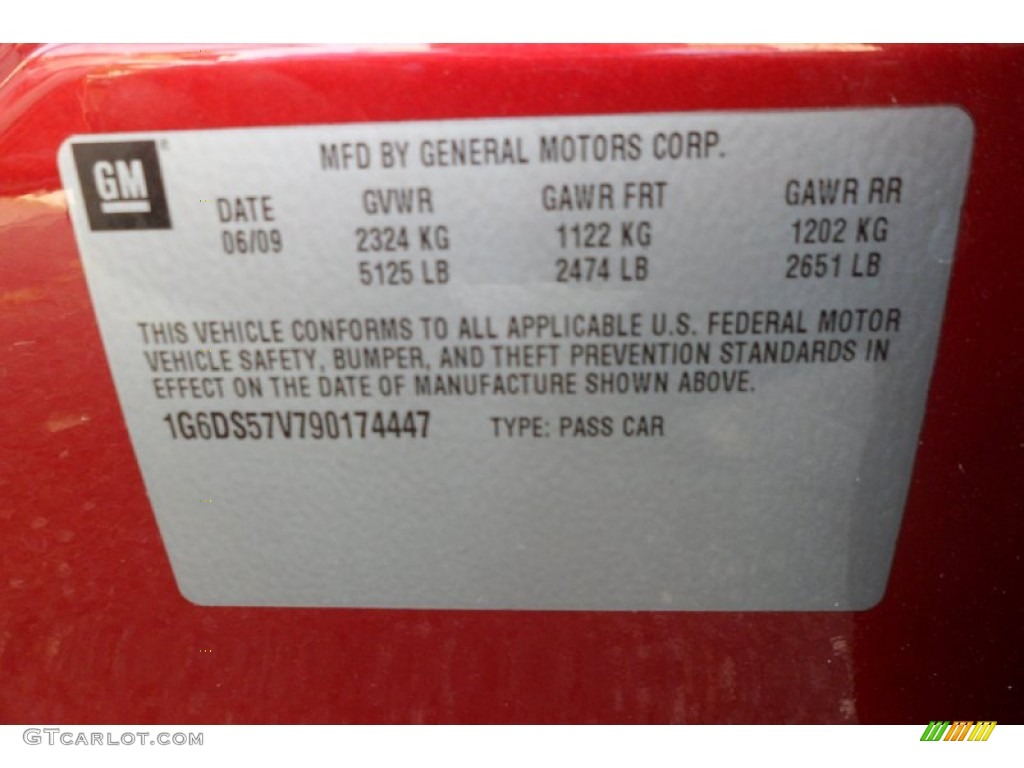 GM
MFD BY GENERAL MOTORS CORP.
DATE GVWR GAWR FRT GAWR RR
06/09 2324 KG 1122 KG 1202 KG
5125 LB 2474 LB 2651 LB
THIS VEHICLE CONFORMS TO ALL APPLICABLE U.S. FEDERAL MOTOR
VEHICLE SAFETY, BUMPER, AND THEFT PREVENTION STANDARDS IN
EFFECT ON THE DATE OF MANUFACTURE SHOWN ABOVE.
1G6DS57V790174447 TYPE: PASS CAR
GTCarlot.com